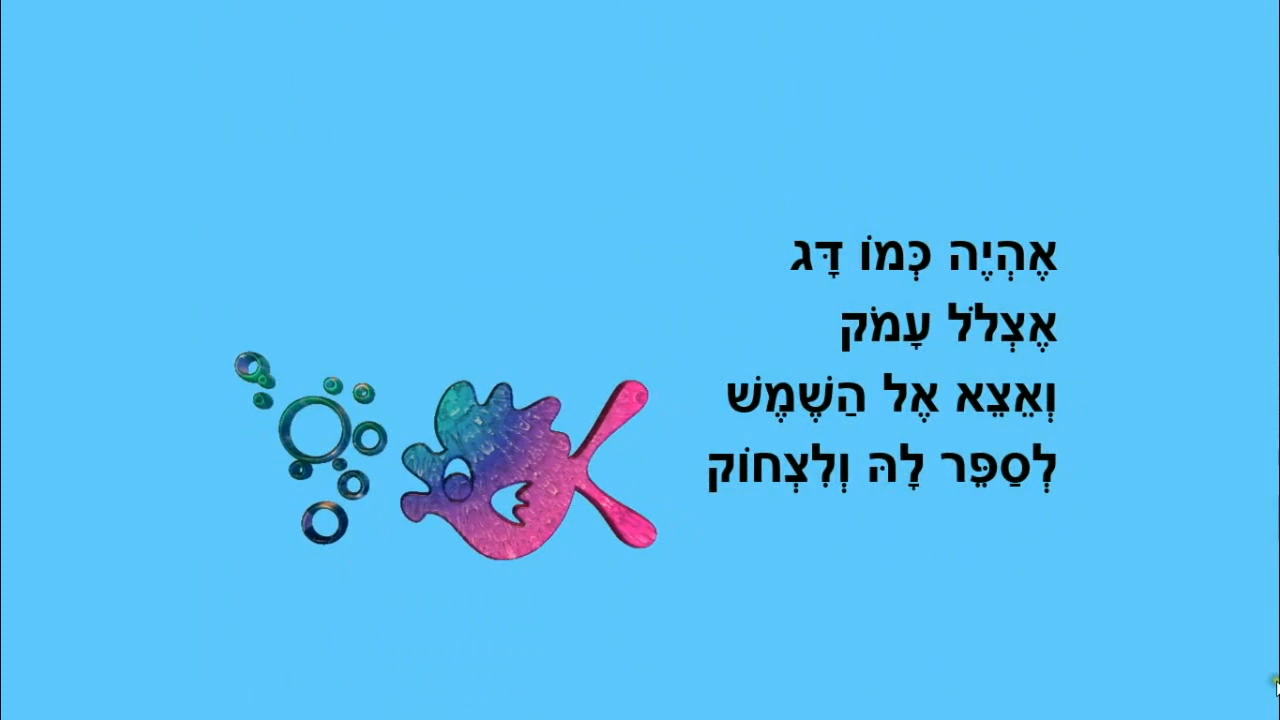 אֶהְיֶה כְּמוֹ דָּג
אֶצְלֹל עָמֹק
וְאֵצֵא אֶל הַשֶּׁמֶשׁ
לְסַפֵּר לָהּ וְלִצְחוֹק